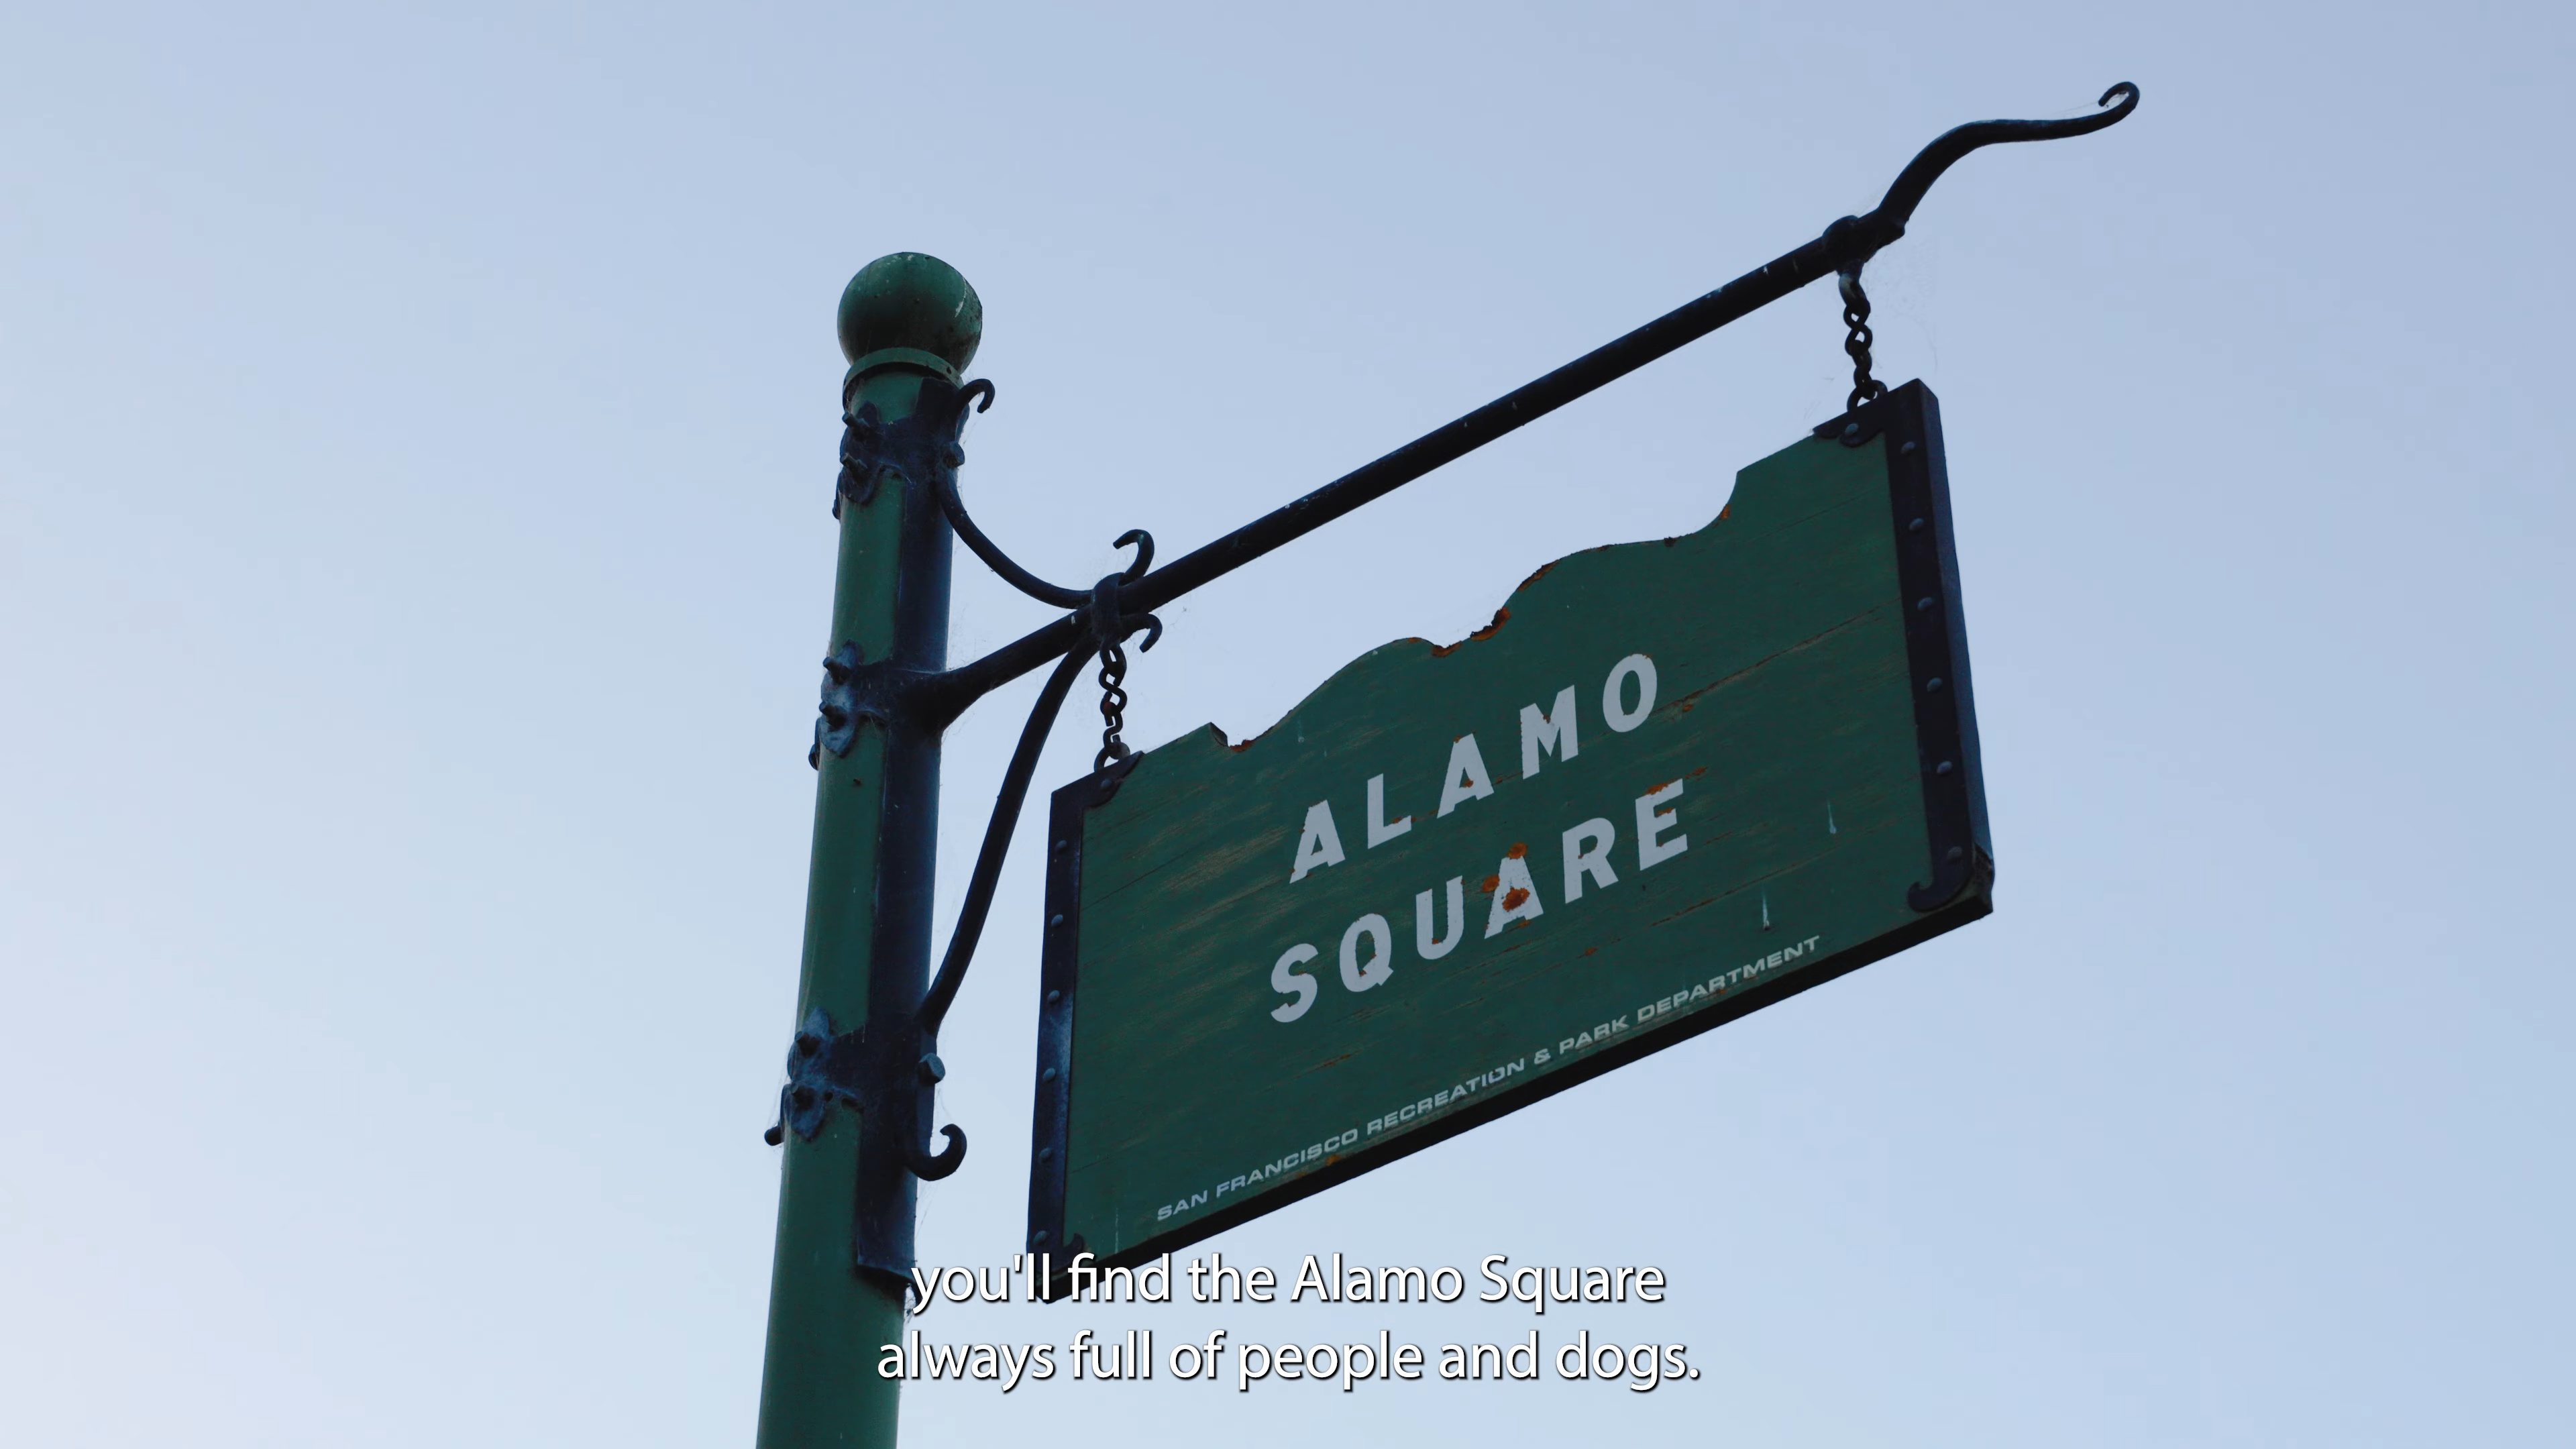 ALAMO
SQUARE
SAN FRANCISCO RECREATION & PARK DEPARTMENT
you'll find the Alamo Square
always full of people and dogs.